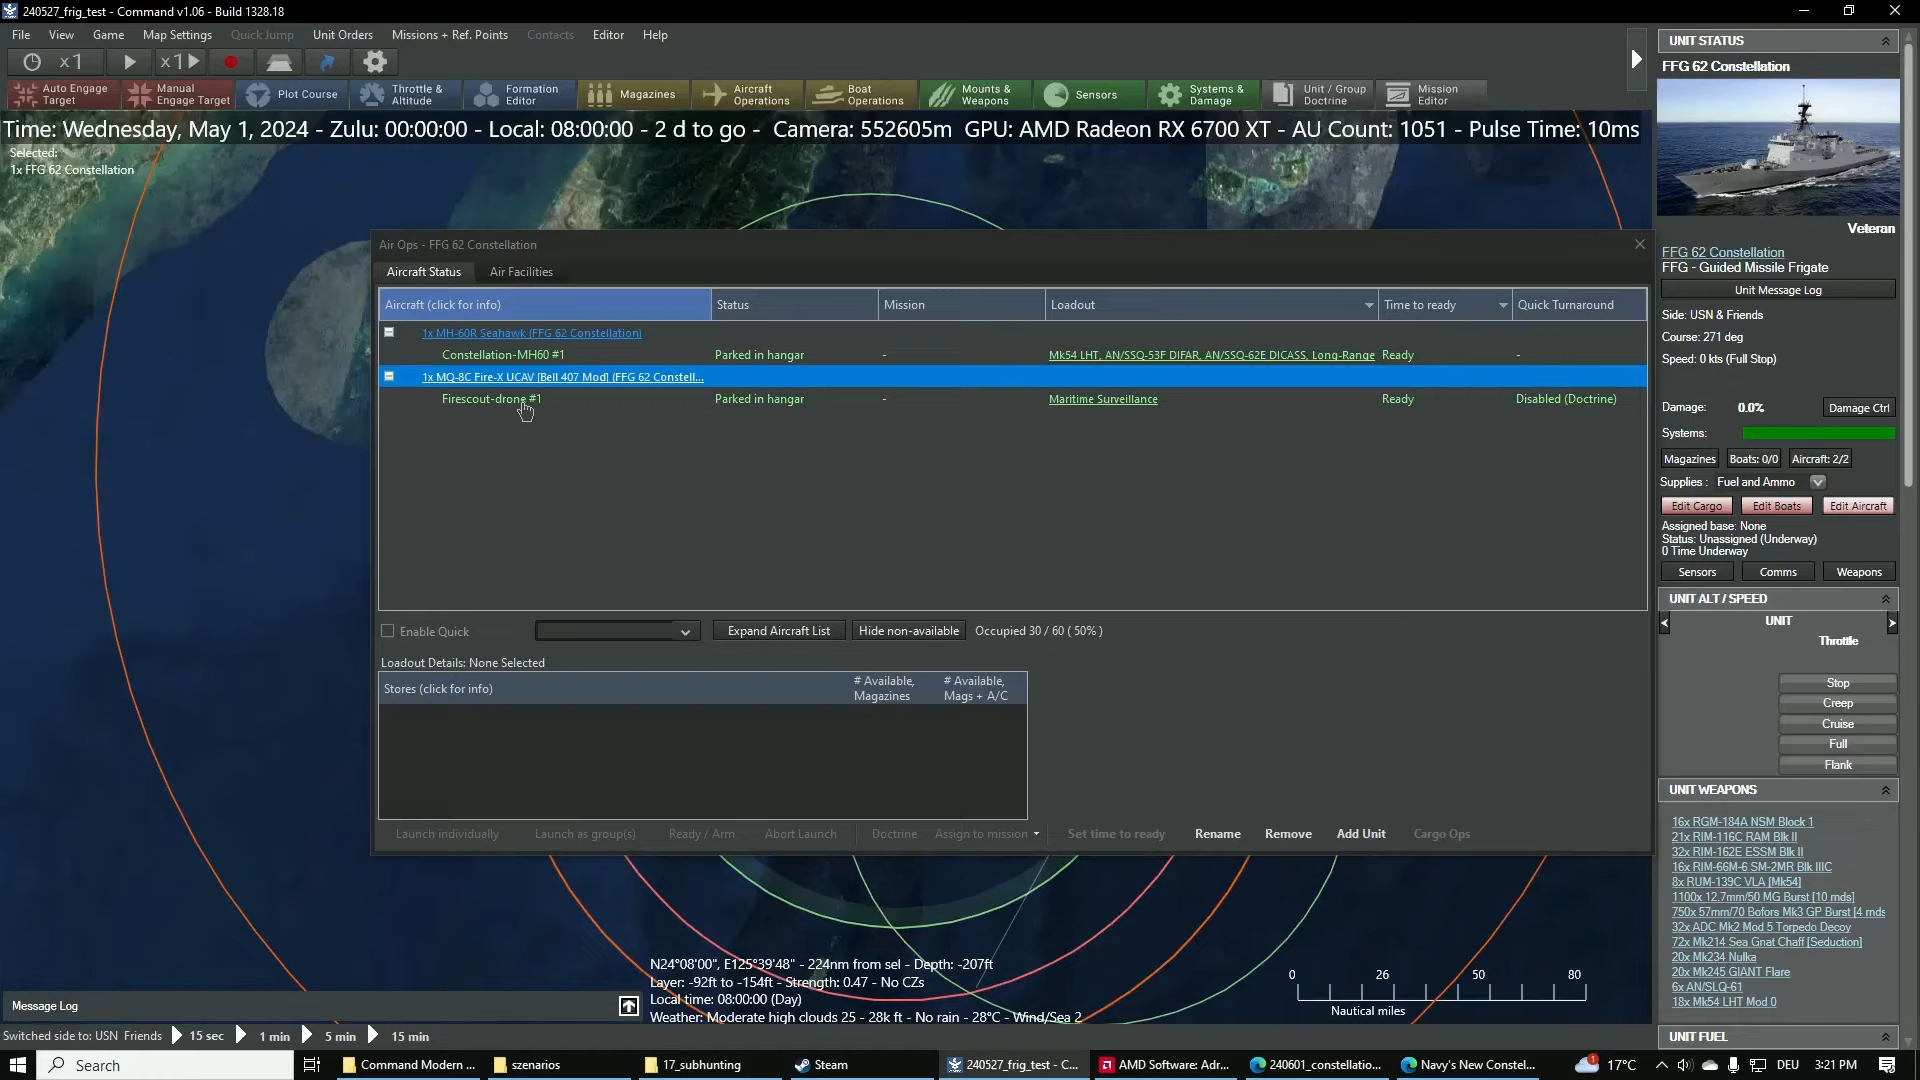 240527_frig_test - Command v1.06 - Build 1328.18
File View Game Map Settings Quick Jump Unit Orders Missions + Ref. Points Contacts Editor Help
x1 x1
Auto Engage Target
Manual Engage Target
Plot Course
Throttle & Altitude
Formation Editor
Magazines
Aircraft Operations
Boat Operations
Mounts & Weapons
Sensors
Systems & Damage
Unit / Group Doctrine
Mission Editor
Time: Wednesday, May 1, 2024 - Zulu: 00:00:00 - Local: 08:00:00 - 2 d to go - Camera: 552605m GPU: AMD Radeon RX 6700 XT - AU Count: 1051 - Pulse Time: 10ms
Selected:
1x FFG 62 Constellation
Air Ops - FFG 62 Constellation
Aircraft Status Air Facilities
Aircraft (click for info) Status Mission Loadout Time to ready Quick Turnaround
1x MH-60R Seahawk (FFG 62 Constellation)
Constellation-MH60 #1 Parked in hangar - Mk54 LHT, AN/SSQ-53F DIFAR, AN/SSQ-62E DICASS, Long-Range Ready -
1x MQ-8C Fire-X UCAV [Bell 407 Mod] (FFG 62 Constell...
Firescout-drone #1 Parked in hangar - Maritime Surveillance Ready Disabled (Doctrine)
Enable Quick Expand Aircraft List Hide non-available Occupied 30 / 60 ( 50% )
Loadout Details: None Selected
Stores (click for info) # Available, Magazines # Available, Mags + A/C
Launch individually Launch as group(s) Ready / Arm Abort Launch Doctrine Assign to mission Set time to ready Rename Remove Add Unit Cargo Ops
N24°08'00", E125°39'48" - 224nm from sel - Depth: -207ft
Layer: -92ft to -154ft - Strength: 0.47 - No CZs
Local time: 08:00:00 (Day)
Weather: Moderate high clouds 25 - 28k ft - No rain - 28°C - Wind/Sea 2
0 26 50 80
Nautical miles
Message Log
Switched side to: USN Friends 15 sec 1 min 5 min 15 min
UNIT STATUS
FFG 62 Constellation
Veteran
FFG 62 Constellation
FFG - Guided Missile Frigate
Unit Message Log
Side: USN & Friends
Course: 271 deg
Speed: 0 kts (Full Stop)
Damage: 0.0% Damage Ctrl
Systems:
Magazines Boats: 0/0 Aircraft: 2/2
Supplies : Fuel and Ammo
Edit Cargo Edit Boats Edit Aircraft
Assigned base: None
Status: Unassigned (Underway)
0 Time Underway
Sensors Comms Weapons
UNIT ALT / SPEED
< UNIT >
Throttle
Stop
Creep
Cruise
Full
Flank
UNIT WEAPONS
16x RGM-184A NSM Block 1
21x RIM-116C RAM Blk II
32x RIM-162E ESSM Blk II
16x RIM-66M-6 SM-2MR Blk IIIC
8x RUM-139C VLA [Mk54]
1100x 12.7mm/50 MG Burst [10 rnds]
750x 57mm/70 Bofors Mk3 GP Burst [4 rnds
32x ADC Mk2 Mod 5 Torpedo Decoy
72x Mk214 Sea Gnat Chaff [Seduction]
20x Mk234 Nulka
20x Mk245 GIANT Flare
6x AN/SLQ-61
18x Mk54 LHT Mod 0
UNIT FUEL
Search Command Modern ... szenarios 17_subhunting Steam 240527_frig_test - C... AMD Software: Adr... 240601_constellatio... Navy's New Constel... 1 17°C DEU 3:21 PM